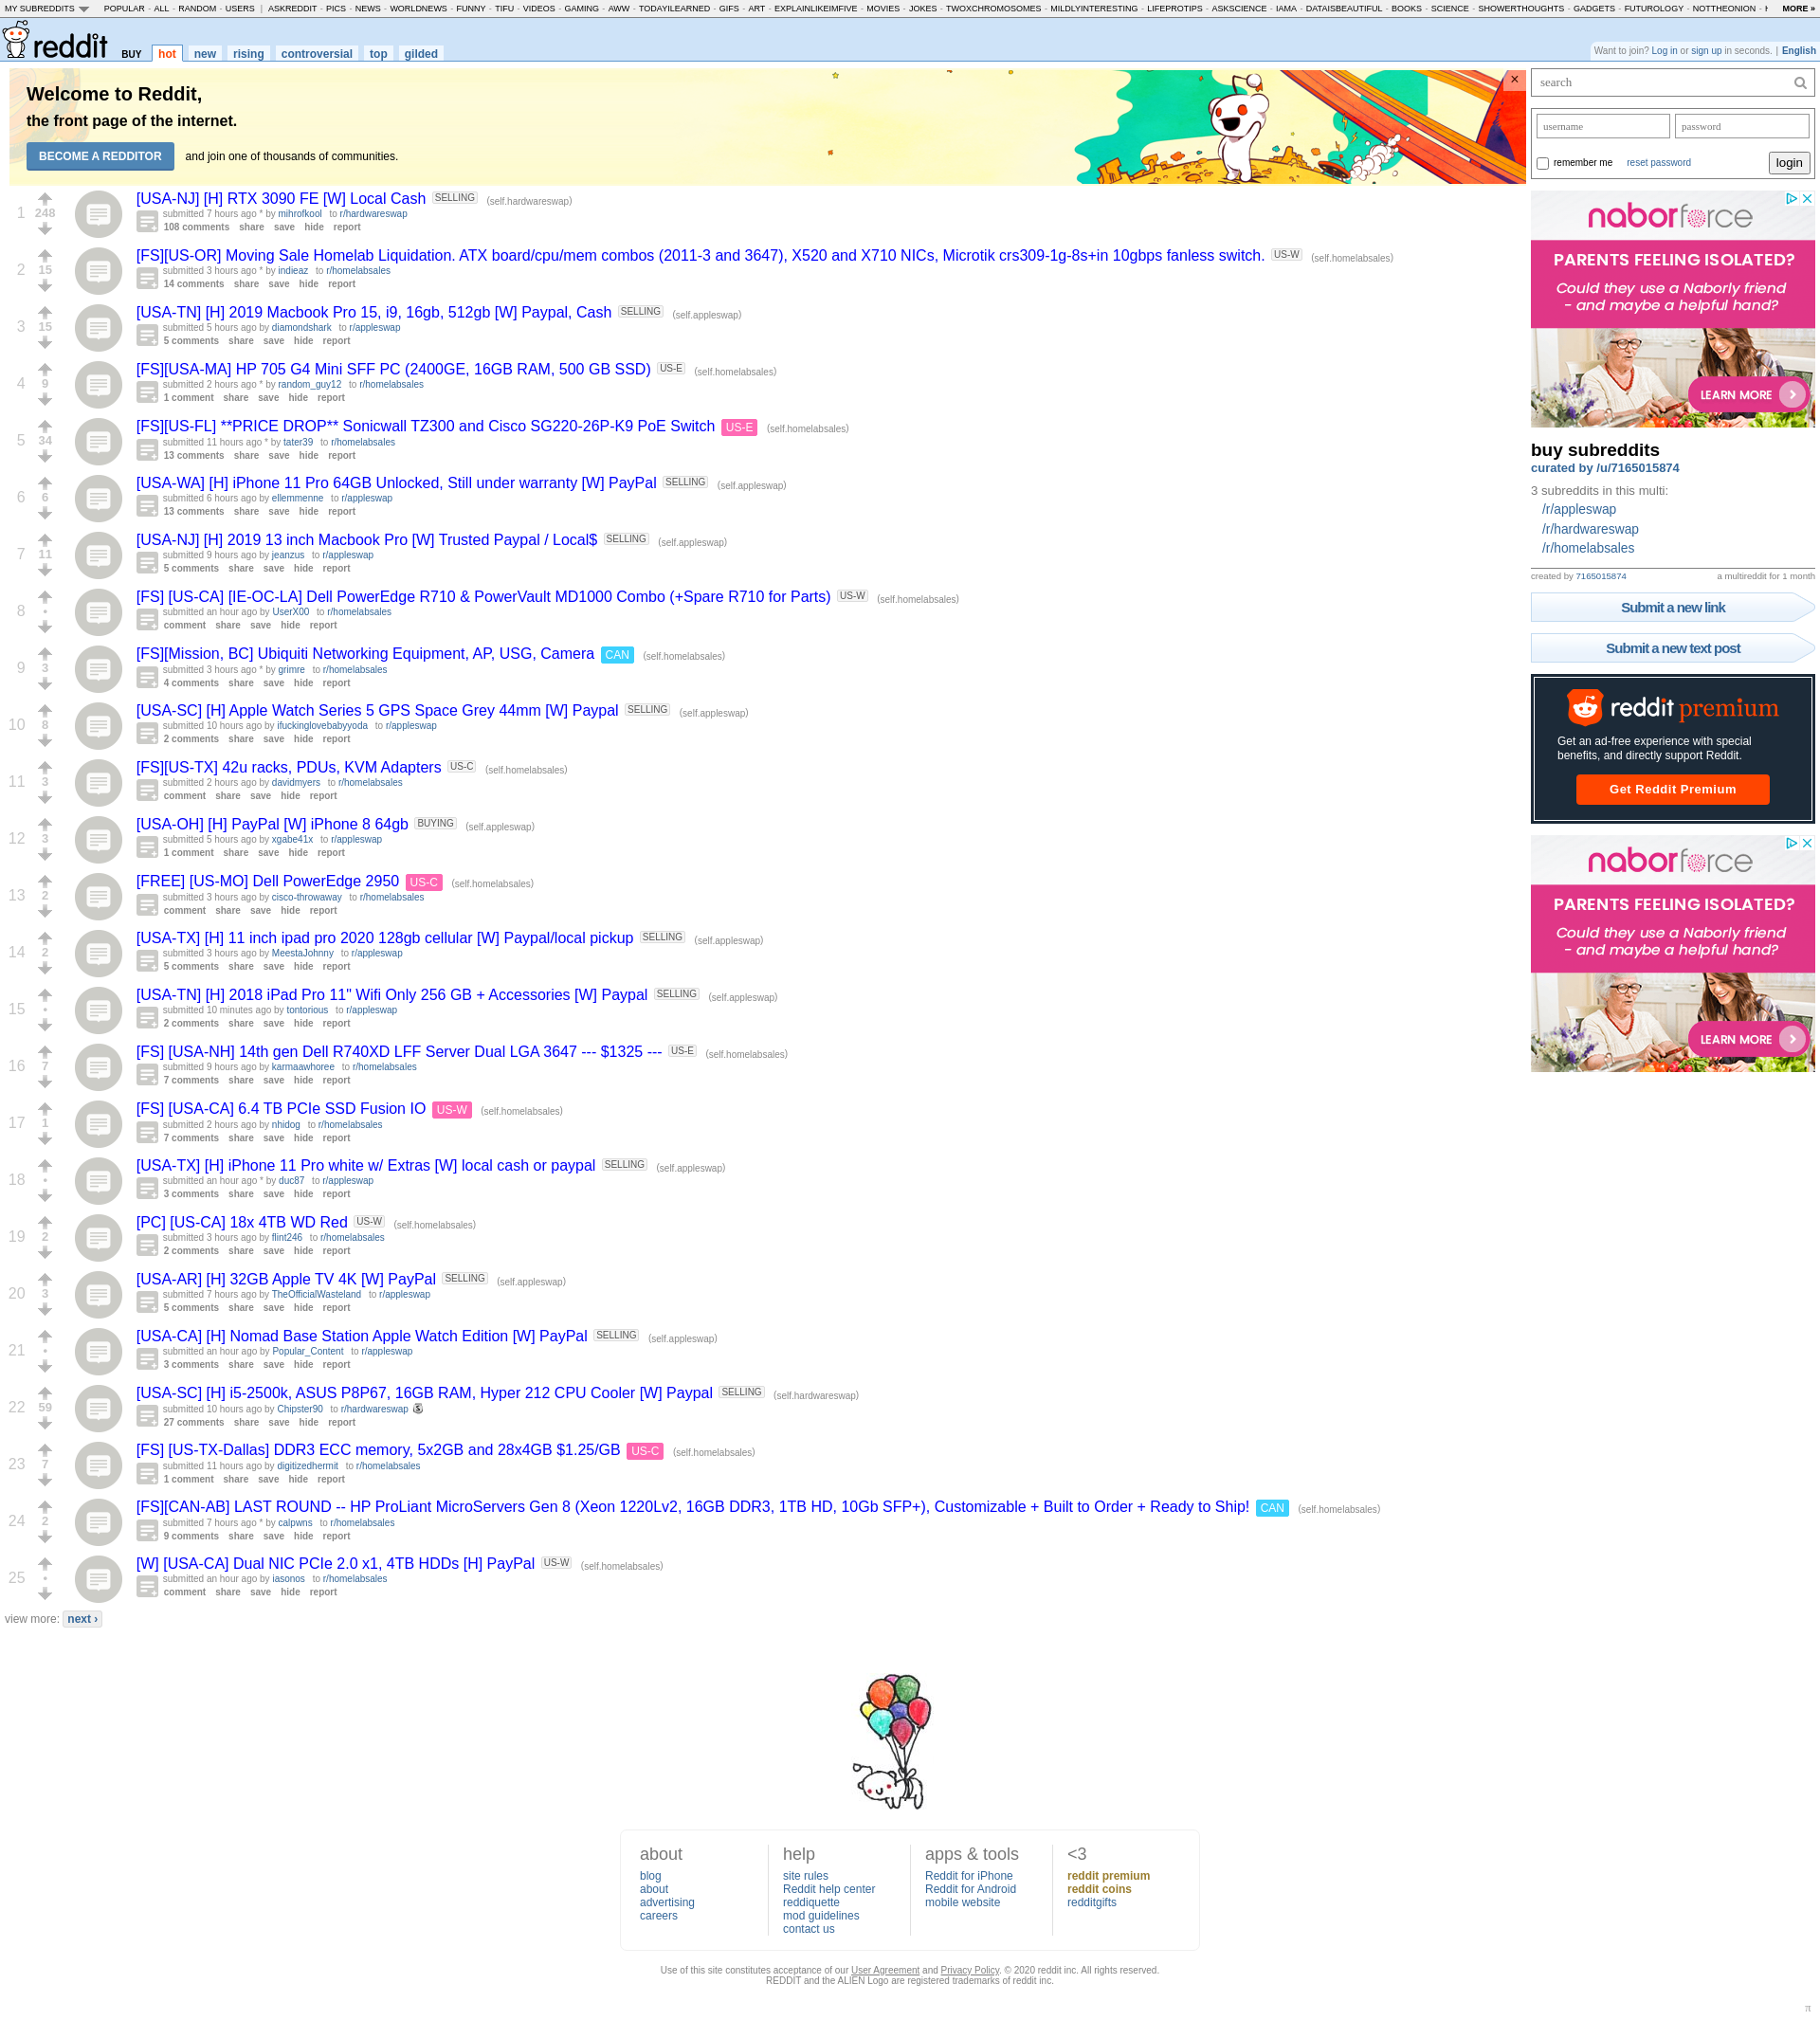 MY SUBREDDITS POPULAR - ALL - RANDOM - USERS | ASKREDDIT - PICS - NEWS - WORLDNEWS - FUNNY - TIFU - VIDEOS - GAMING - AWW - TODAYILEARNED - GIFS - ART - EXPLAINLIKEIMFIVE - MOVIES - JOKES - TWOXCHROMOSOMES - MILDLYINTERESTING - LIFEPROTIPS - ASKSCIENCE - IAMA - DATAISBEAUTIFUL - BOOKS - SCIENCE - SHOWERTHOUGHTS - GADGETS - FUTUROLOGY - NOTTHEONION - MORE »
reddit BUY hot new rising controversial top gilded
Want to join? Log in or sign up in seconds. | English
Welcome to Reddit,
the front page of the internet.
BECOME A REDDITOR and join one of thousands of communities.
×
1 248 [USA-NJ] [H] RTX 3090 FE [W] Local Cash SELLING (self.hardwareswap)
submitted 7 hours ago * by mihrofkool to r/hardwareswap
108 comments share save hide report
2 15 [FS][US-OR] Moving Sale Homelab Liquidation. ATX board/cpu/mem combos (2011-3 and 3647), X520 and X710 NICs, Microtik crs309-1g-8s+in 10gbps fanless switch. US-W (self.homelabsales)
submitted 3 hours ago * by indieaz to r/homelabsales
14 comments share save hide report
3 15 [USA-TN] [H] 2019 Macbook Pro 15, i9, 16gb, 512gb [W] Paypal, Cash SELLING (self.appleswap)
submitted 5 hours ago by diamondshark to r/appleswap
5 comments share save hide report
4 9 [FS][USA-MA] HP 705 G4 Mini SFF PC (2400GE, 16GB RAM, 500 GB SSD) US-E (self.homelabsales)
submitted 2 hours ago * by random_guy12 to r/homelabsales
1 comment share save hide report
5 34 [FS][US-FL] **PRICE DROP** Sonicwall TZ300 and Cisco SG220-26P-K9 PoE Switch US-E (self.homelabsales)
submitted 11 hours ago * by tater39 to r/homelabsales
13 comments share save hide report
6 6 [USA-WA] [H] iPhone 11 Pro 64GB Unlocked, Still under warranty [W] PayPal SELLING (self.appleswap)
submitted 6 hours ago by ellemmenne to r/appleswap
13 comments share save hide report
7 11 [USA-NJ] [H] 2019 13 inch Macbook Pro [W] Trusted Paypal / Local$ SELLING (self.appleswap)
submitted 9 hours ago by jeanzus to r/appleswap
5 comments share save hide report
8 • [FS] [US-CA] [IE-OC-LA] Dell PowerEdge R710 & PowerVault MD1000 Combo (+Spare R710 for Parts) US-W (self.homelabsales)
submitted an hour ago by UserX00 to r/homelabsales
comment share save hide report
9 3 [FS][Mission, BC] Ubiquiti Networking Equipment, AP, USG, Camera CAN (self.homelabsales)
submitted 3 hours ago * by grimre to r/homelabsales
4 comments share save hide report
10 8 [USA-SC] [H] Apple Watch Series 5 GPS Space Grey 44mm [W] Paypal SELLING (self.appleswap)
submitted 10 hours ago by ifuckinglovebabyyoda to r/appleswap
2 comments share save hide report
11 3 [FS][US-TX] 42u racks, PDUs, KVM Adapters US-C (self.homelabsales)
submitted 2 hours ago by davidmyers to r/homelabsales
comment share save hide report
12 3 [USA-OH] [H] PayPal [W] iPhone 8 64gb BUYING (self.appleswap)
submitted 5 hours ago by xgabe41x to r/appleswap
1 comment share save hide report
13 2 [FREE] [US-MO] Dell PowerEdge 2950 US-C (self.homelabsales)
submitted 3 hours ago by cisco-throwaway to r/homelabsales
comment share save hide report
14 2 [USA-TX] [H] 11 inch ipad pro 2020 128gb cellular [W] Paypal/local pickup SELLING (self.appleswap)
submitted 3 hours ago by MeestaJohnny to r/appleswap
5 comments share save hide report
15 • [USA-TN] [H] 2018 iPad Pro 11" Wifi Only 256 GB + Accessories [W] Paypal SELLING (self.appleswap)
submitted 10 minutes ago by tontorious to r/appleswap
2 comments share save hide report
16 7 [FS] [USA-NH] 14th gen Dell R740XD LFF Server Dual LGA 3647 --- $1325 --- US-E (self.homelabsales)
submitted 9 hours ago by karmaawhoree to r/homelabsales
7 comments share save hide report
17 1 [FS] [USA-CA] 6.4 TB PCIe SSD Fusion IO US-W (self.homelabsales)
submitted 2 hours ago by nhidog to r/homelabsales
7 comments share save hide report
18 • [USA-TX] [H] iPhone 11 Pro white w/ Extras [W] local cash or paypal SELLING (self.appleswap)
submitted an hour ago * by duc87 to r/appleswap
3 comments share save hide report
19 2 [PC] [US-CA] 18x 4TB WD Red US-W (self.homelabsales)
submitted 3 hours ago by flint246 to r/homelabsales
2 comments share save hide report
20 3 [USA-AR] [H] 32GB Apple TV 4K [W] PayPal SELLING (self.appleswap)
submitted 7 hours ago by TheOfficialWasteland to r/appleswap
5 comments share save hide report
21 • [USA-CA] [H] Nomad Base Station Apple Watch Edition [W] PayPal SELLING (self.appleswap)
submitted an hour ago by Popular_Content to r/appleswap
3 comments share save hide report
22 59 [USA-SC] [H] i5-2500k, ASUS P8P67, 16GB RAM, Hyper 212 CPU Cooler [W] Paypal SELLING (self.hardwareswap)
submitted 10 hours ago by Chipster90 to r/hardwareswap
27 comments share save hide report
23 7 [FS] [US-TX-Dallas] DDR3 ECC memory, 5x2GB and 28x4GB $1.25/GB US-C (self.homelabsales)
submitted 11 hours ago by digitizedhermit to r/homelabsales
1 comment share save hide report
24 2 [FS][CAN-AB] LAST ROUND -- HP ProLiant MicroServers Gen 8 (Xeon 1220Lv2, 16GB DDR3, 1TB HD, 10Gb SFP+), Customizable + Built to Order + Ready to Ship! CAN (self.homelabsales)
submitted 7 hours ago * by calpwns to r/homelabsales
9 comments share save hide report
25 • [W] [USA-CA] Dual NIC PCIe 2.0 x1, 4TB HDDs [H] PayPal US-W (self.homelabsales)
submitted an hour ago by iasonos to r/homelabsales
comment share save hide report
view more: next ›
search
username password
remember me reset password login
naborforce
PARENTS FEELING ISOLATED?
Could they use a Naborly friend
- and maybe a helpful hand?
LEARN MORE
buy subreddits
curated by /u/7165015874
3 subreddits in this multi:
/r/appleswap
/r/hardwareswap
/r/homelabsales
created by 7165015874 a multireddit for 1 month
Submit a new link
Submit a new text post
reddit premium
Get an ad-free experience with special
benefits, and directly support Reddit.
Get Reddit Premium
naborforce
PARENTS FEELING ISOLATED?
Could they use a Naborly friend
- and maybe a helpful hand?
LEARN MORE
about
blog
about
advertising
careers
help
site rules
Reddit help center
reddiquette
mod guidelines
contact us
apps & tools
Reddit for iPhone
Reddit for Android
mobile website
<3
reddit premium
reddit coins
redditgifts
Use of this site constitutes acceptance of our User Agreement and Privacy Policy. © 2020 reddit inc. All rights reserved.
REDDIT and the ALIEN Logo are registered trademarks of reddit inc.
π